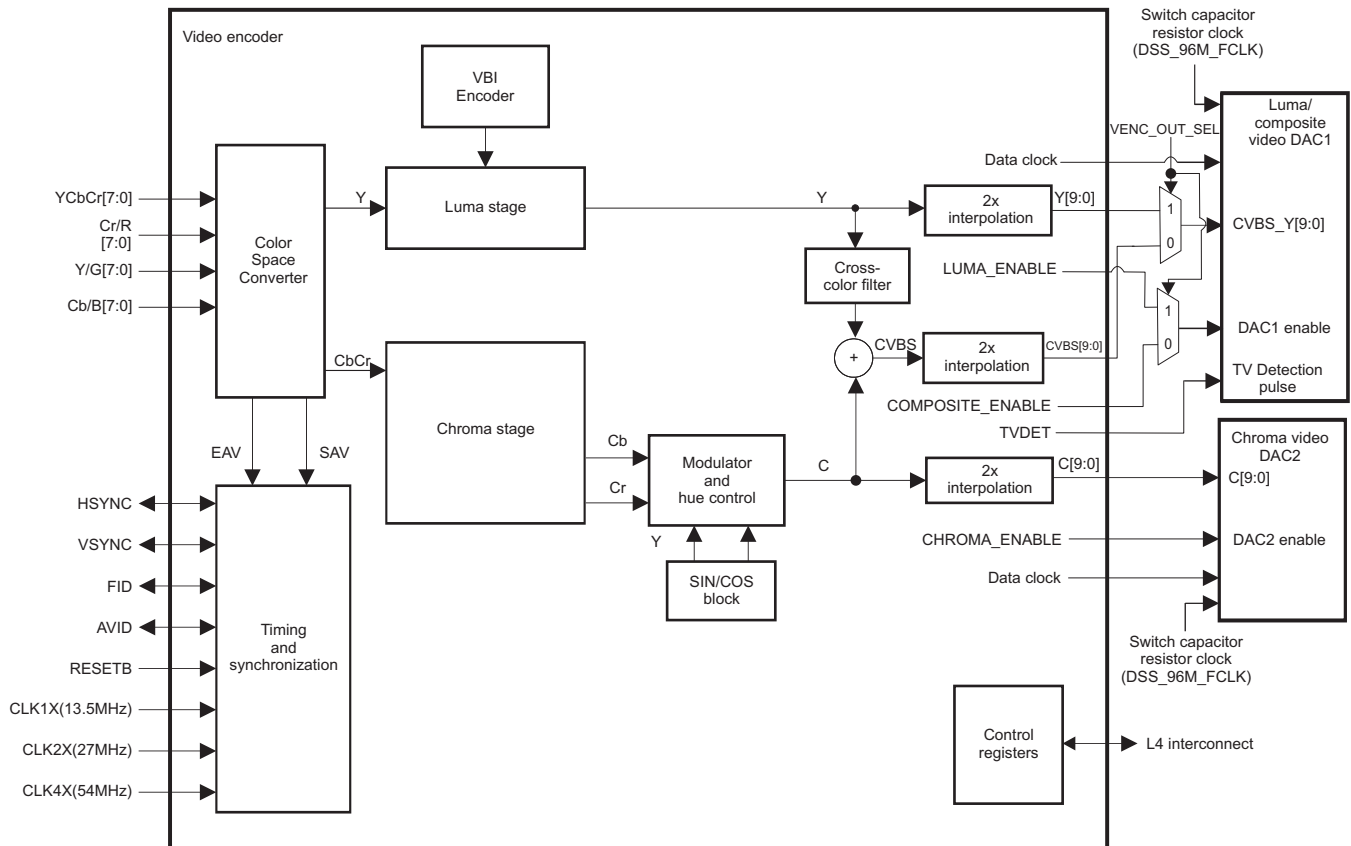 Video encoder
Switch capacitor
resistor clock
(DSS_96M_FCLK)
VBI
Encoder
Luma/
composite
video DAC1
VENC_OUT_SEL
Data clock
YCbCr[7:0]
Cr/R
[7:0]
Y/G[7:0]
Cb/B[7:0]
Color
Space
Converter
Y
Luma stage
Y
2x
interpolation
Y[9:0]
1
0
CVBS_Y[9:0]
Cross-
color filter
LUMA_ENABLE
1
0
DAC1 enable
CbCr
+
CVBS
2x
interpolation
CVBS[9:0]
TV Detection
pulse
COMPOSITE_ENABLE
TVDET
Chroma stage
EAV
SAV
Cb
Cr
Modulator
and
hue control
C
2x
interpolation
C[9:0]
Chroma video
DAC2
C[9:0]
Y
SIN/COS
block
CHROMA_ENABLE
DAC2 enable
Data clock
Switch capacitor
resistor clock
(DSS_96M_FCLK)
HSYNC
VSYNC
FID
AVID
RESETB
CLK1X(13.5MHz)
CLK2X(27MHz)
CLK4X(54MHz)
Timing
and
synchronization
Control
registers
L4 interconnect